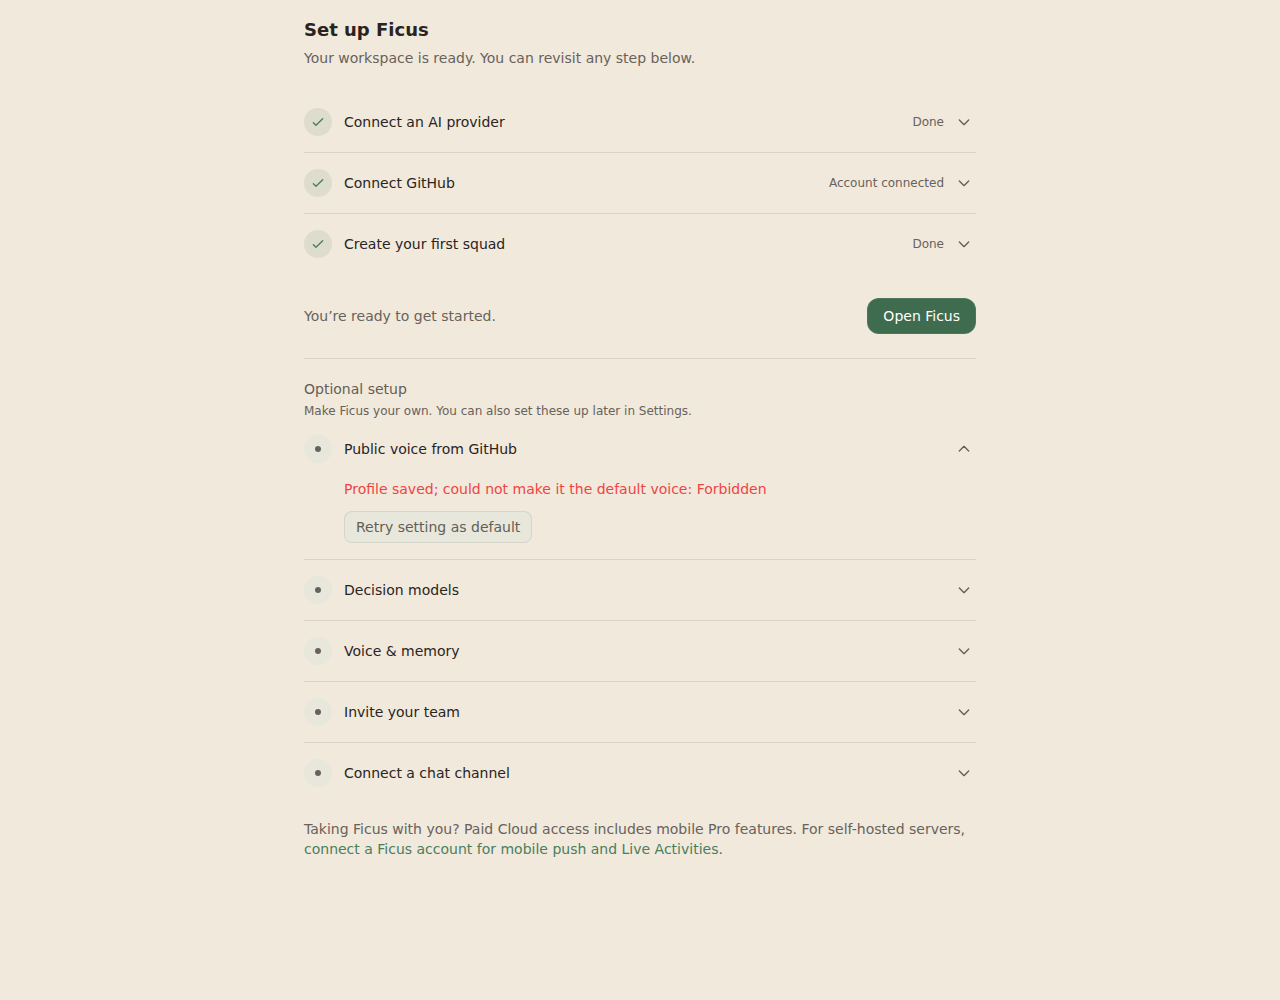 Set up Ficus
Your workspace is ready. You can revisit any step below.
Connect an AI provider
Done
Connect GitHub
Account connected
Create your first squad
Done
You’re ready to get started.
Open Ficus
Optional setup
Make Ficus your own. You can also set these up later in Settings.
Public voice from GitHub
Profile saved; could not make it the default voice: Forbidden
Retry setting as default
Decision models
Voice & memory
Invite your team
Connect a chat channel
Taking Ficus with you? Paid Cloud access includes mobile Pro features. For self-hosted servers,
connect a Ficus account for mobile push and Live Activities.